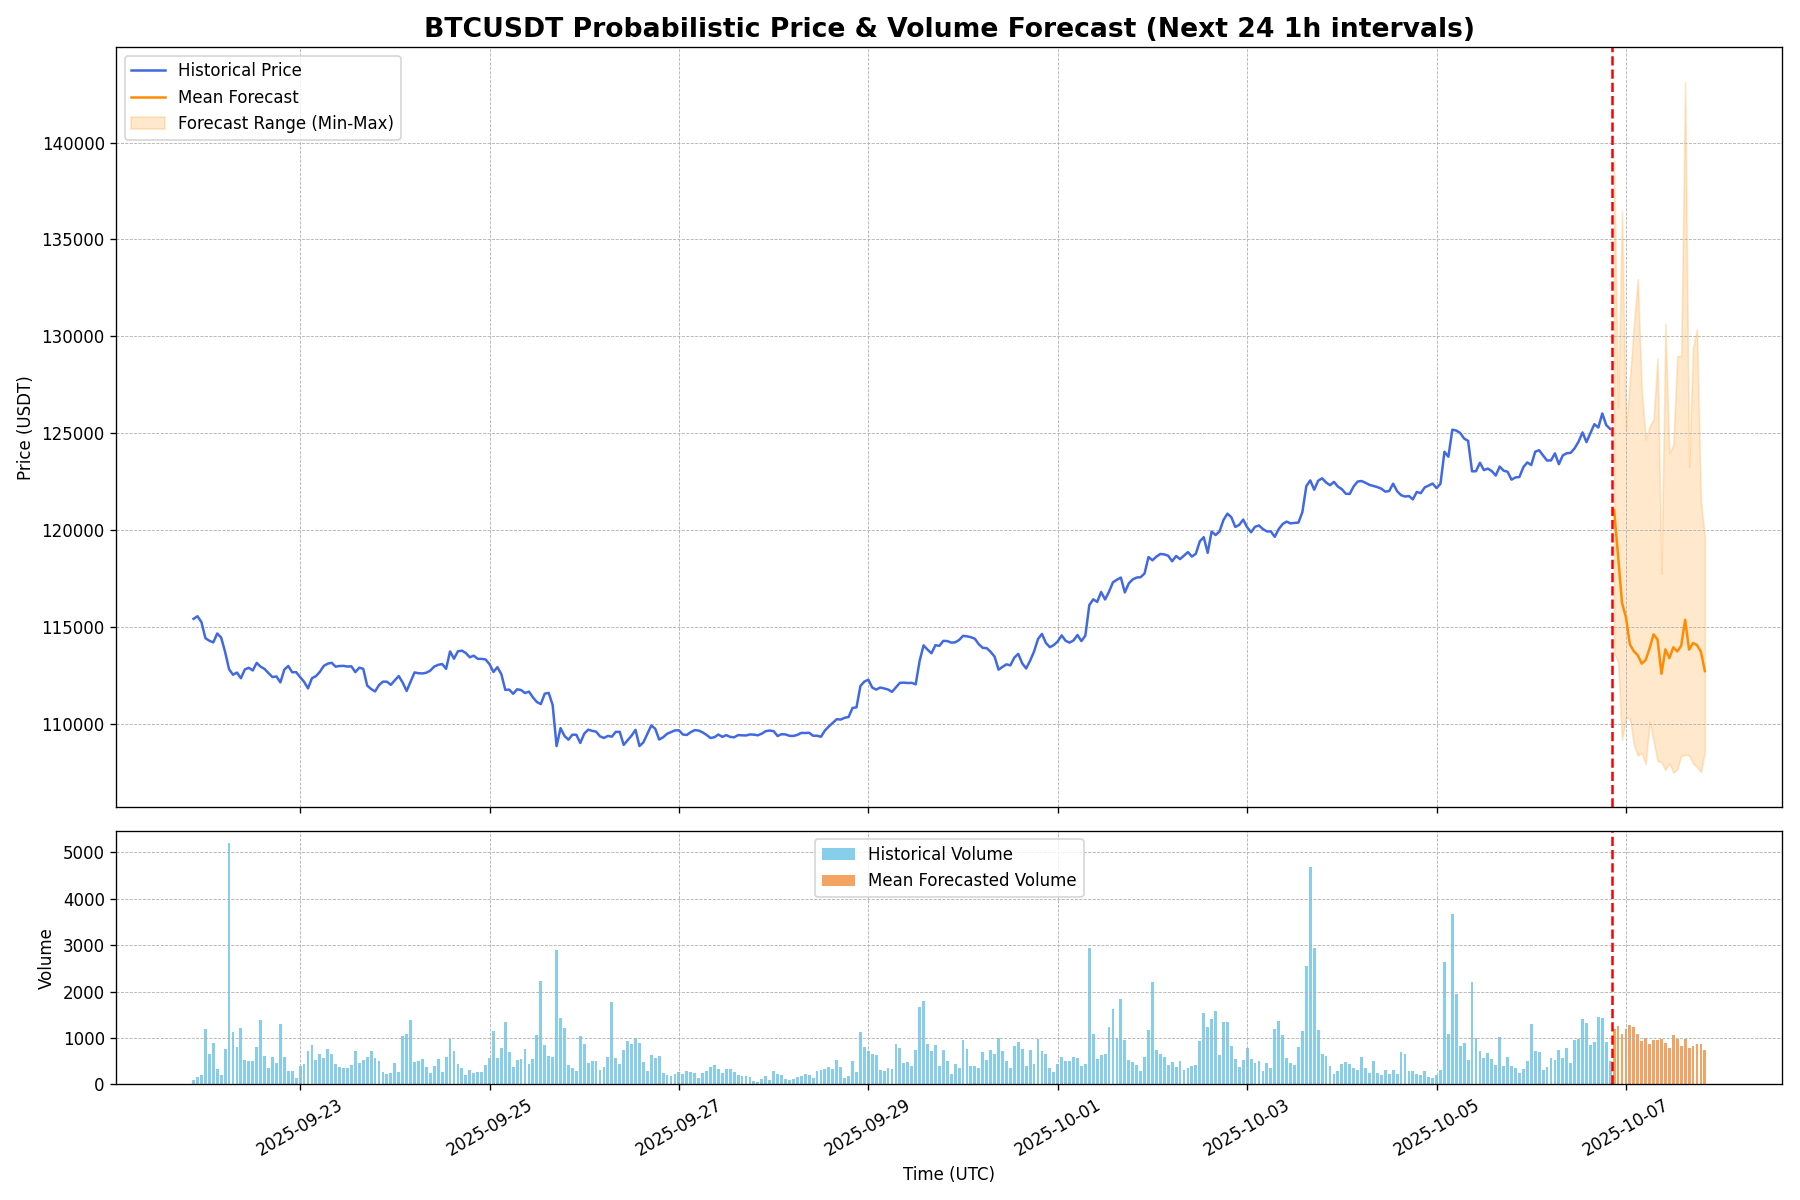 BTCUSDT Probabilistic Price & Volume Forecast (Next 24 1h intervals)
Historical Price
Mean Forecast
Forecast Range (Min-Max)
Price (USDT)
140000
135000
130000
125000
120000
115000
110000
Historical Volume
Mean Forecasted Volume
Volume
5000
4000
3000
2000
1000
0
2025-09-23
2025-09-25
2025-09-27
2025-09-29
2025-10-01
2025-10-03
2025-10-05
2025-10-07
Time (UTC)